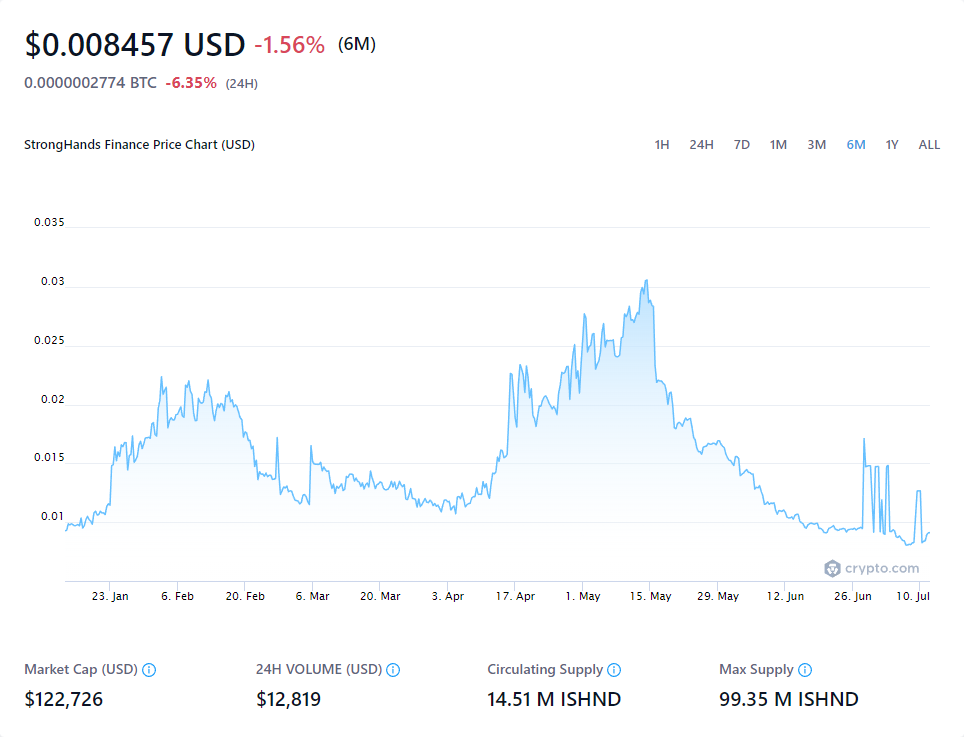 $0.008457 USD -1.56% (6M)
0.0000002774 BTC -6.35% (24H)
StrongHands Finance Price Chart (USD) 1H 24H 7D 1M 3M 6M 1Y ALL
0.035
0.03
0.025
0.02
0.015
0.01
crypto.com
23. Jan 6. Feb 20. Feb 6. Mar 20. Mar 3. Apr 17. Apr 1. May 15. May 29. May 12. Jun 26. Jun 10. Jul
Market Cap (USD) 24H VOLUME (USD) Circulating Supply Max Supply
$122,726 $12,819 14.51 M ISHND 99.35 M ISHND